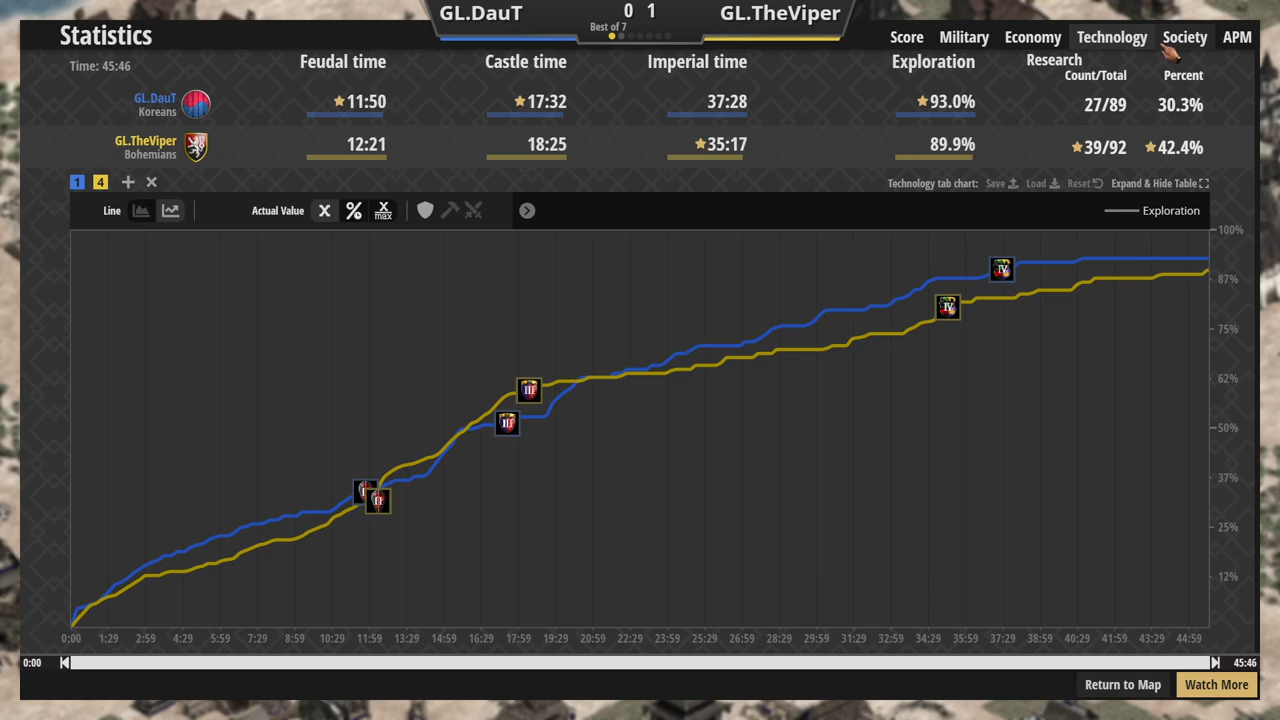 GL.DauT 0 1 GL.TheViper
Best of 7
Statistics
Score Military Economy Technology Society APM
Time: 45:46
Feudal time Castle time Imperial time Exploration Research
Count/Total Percent
GL.DauT
Koreans
11:50 17:32 37:28 93.0% 27/89 30.3%
GL.TheViper
Bohemians
12:21 18:25 35:17 89.9% 39/92 42.4%
1 4
Technology tab chart: Save Load Reset Expand & Hide Table
Line Actual Value X % X max
Exploration
100%
87%
75%
62%
50%
37%
25%
12%
IV
IV
III
III
II
0:00 1:29 2:59 4:29 5:59 7:29 8:59 10:29 11:59 13:29 14:59 16:29 17:59 19:29 20:59 22:29 23:59 25:29 26:59 28:29 29:59 31:29 32:59 34:29 35:59 37:29 38:59 40:29 41:59 43:29 44:59
0:00 45:46
Return to Map Watch More